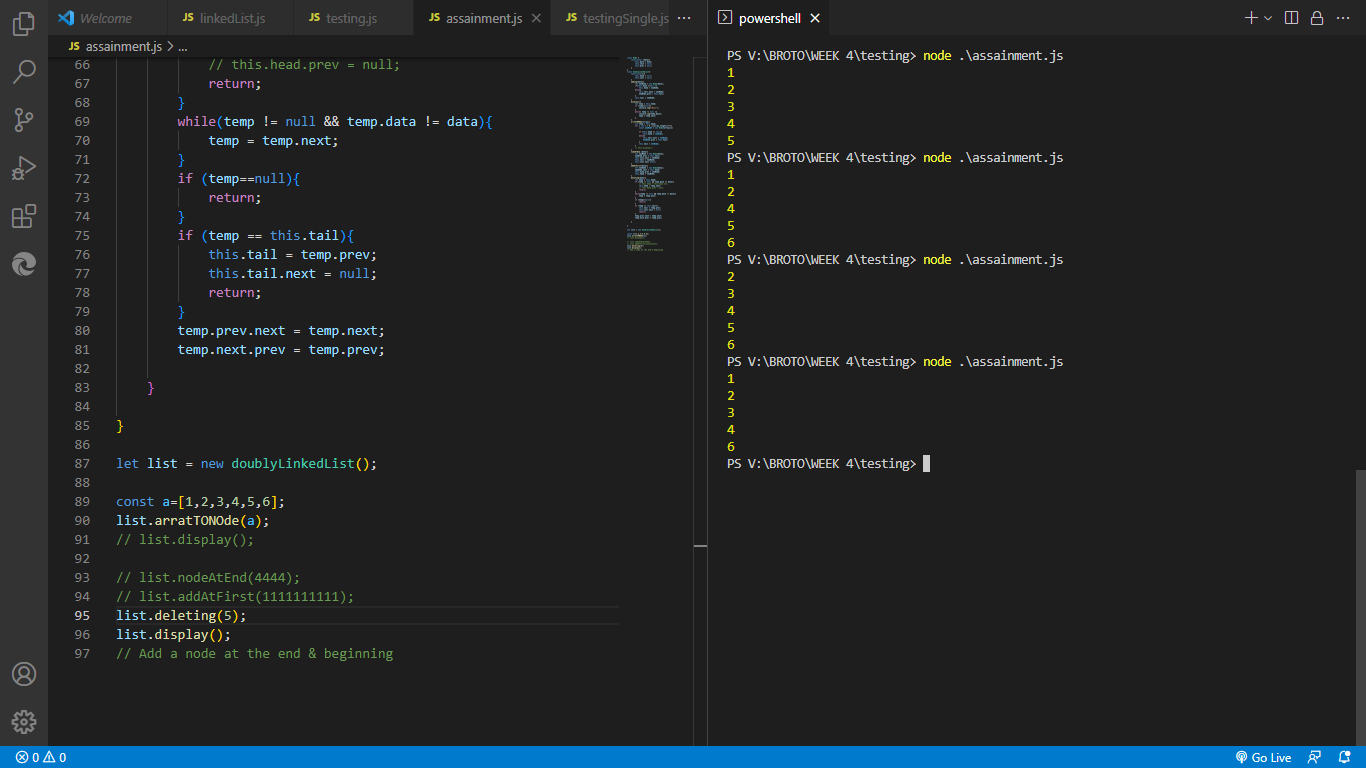 Welcome
JS linkedList.js
JS testing.js
JS assainment.js
JS testingSingle.js
JS assainment.js > ...
66 // this.head.prev = null;
67 return;
68 }
69 while(temp != null && temp.data != data){
70 temp = temp.next;
71 }
72 if (temp==null){
73 return;
74 }
75 if (temp == this.tail){
76 this.tail = temp.prev;
77 this.tail.next = null;
78 return;
79 }
80 temp.prev.next = temp.next;
81 temp.next.prev = temp.prev;
82
83 }
84
85 }
86
87 let list = new doublyLinkedList();
88
89 const a=[1,2,3,4,5,6];
90 list.arratTONOde(a);
91 // list.display();
92
93 // list.nodeAtEnd(4444);
94 // list.addAtFirst(1111111111);
95 list.deleting(5);
96 list.display();
97 // Add a node at the end & beginning
powershell
PS V:\BROTO\WEEK 4\testing> node .\assainment.js
1
2
3
4
5
PS V:\BROTO\WEEK 4\testing> node .\assainment.js
1
2
4
5
6
PS V:\BROTO\WEEK 4\testing> node .\assainment.js
2
3
4
5
6
PS V:\BROTO\WEEK 4\testing> node .\assainment.js
1
2
3
4
6
PS V:\BROTO\WEEK 4\testing>
0 0
Go Live